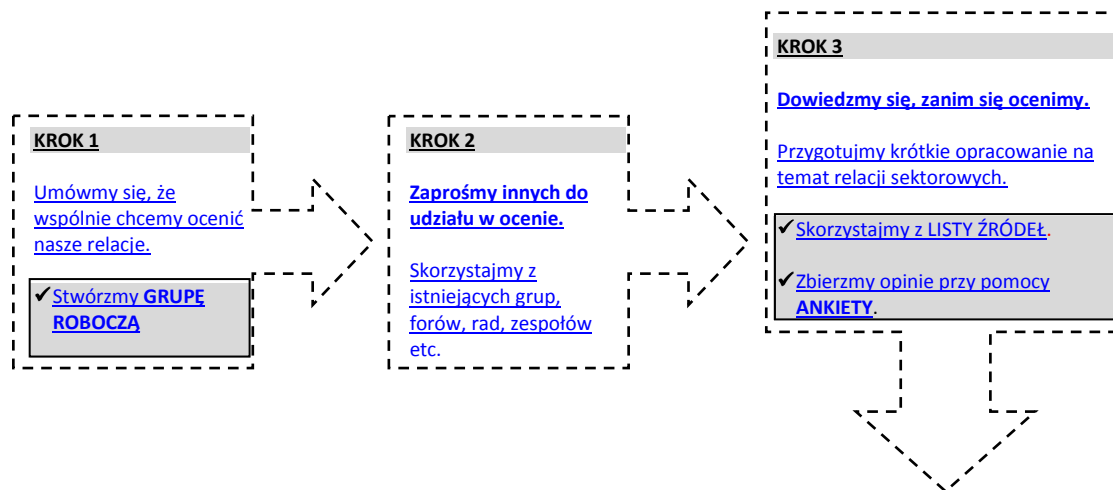 KROK 1
Umówmy się, że
wspólnie chcemy ocenić
nasze relacje.
✓Stwórzmy GRUPĘ
ROBOCZĄ
KROK 2
Zaprośmy innych do
udziału w ocenie.
Skorzystajmy z
istniejących grup,
forów, rad, zespołów
etc.
KROK 3
Dowiedzmy się, zanim się ocenimy.
Przygotujmy krótkie opracowanie na
temat relacji sektorowych.
✓Skorzystajmy z LISTY ŹRÓDEŁ.
✓Zbierzmy opinie przy pomocy
ANKIETY.